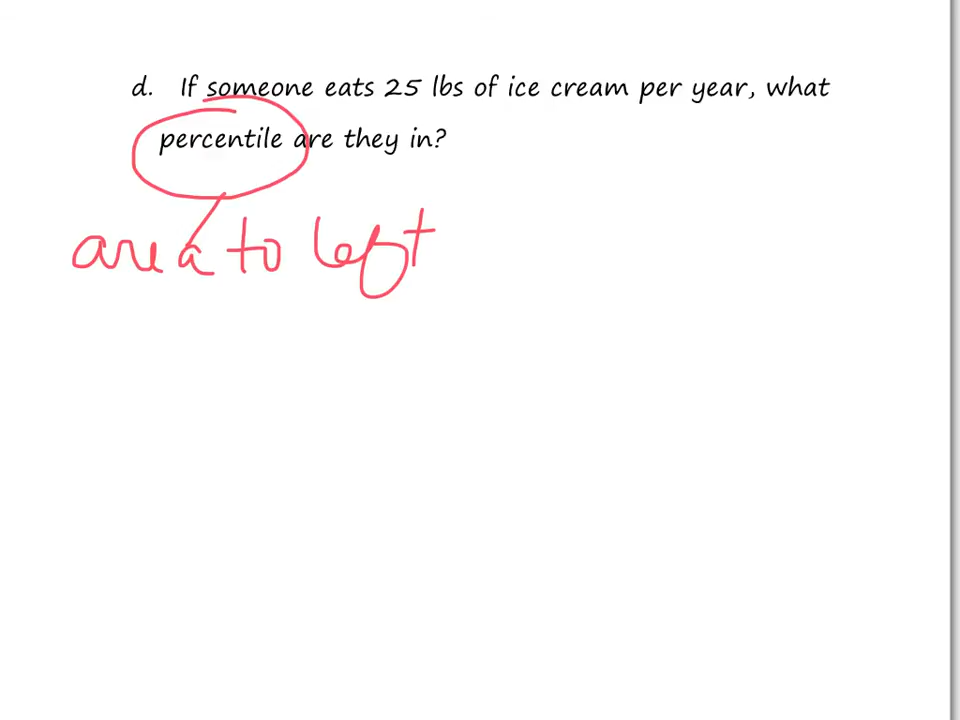 d. If someone eats 25 lbs of ice cream per year, what
percentile are they in?
area to left